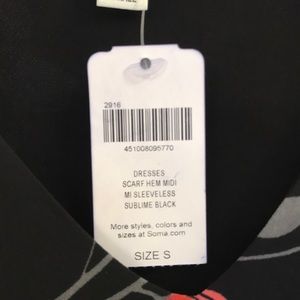 2916
451008095770
DRESSES
SCARF HEM MIDI
MI SLEEVELESS
SUBLIME BLACK
More styles, colors and
sizes at Soma.com
SIZE S